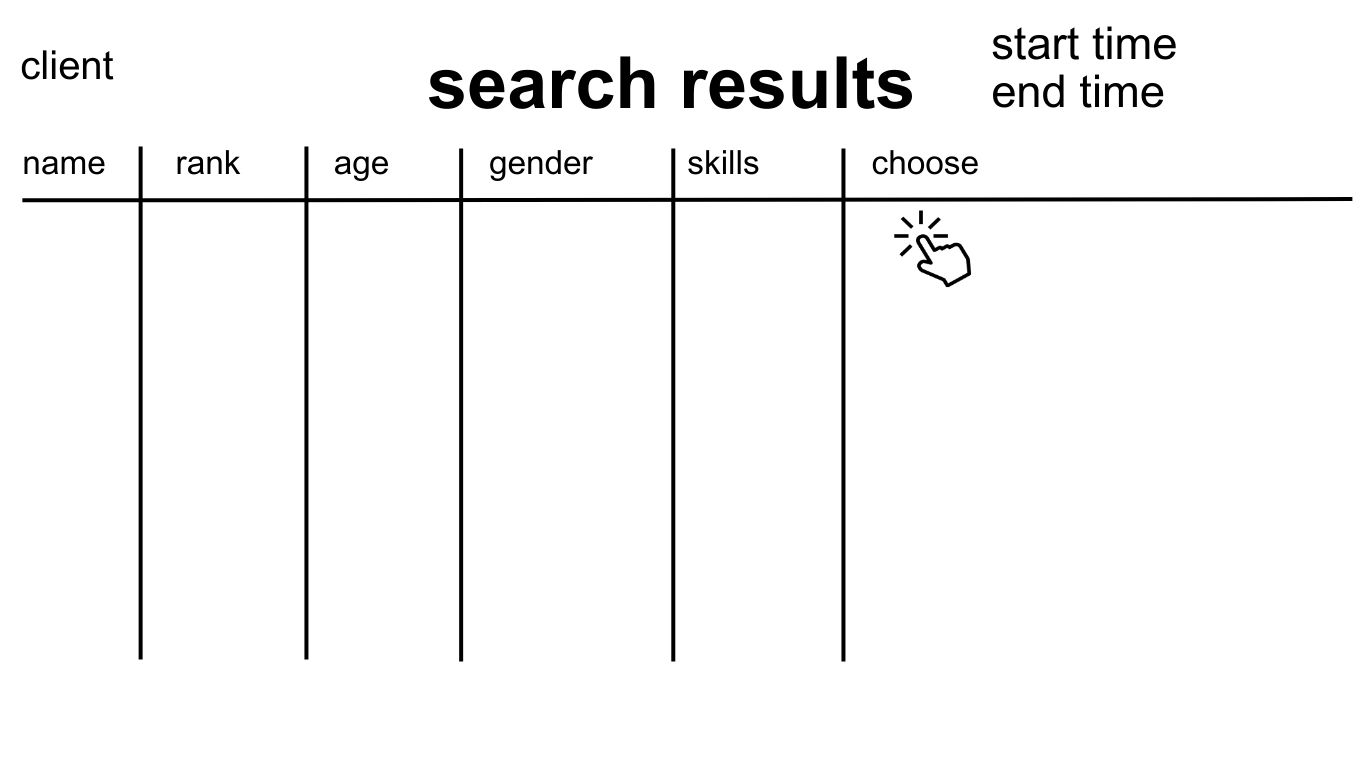 client
search results
start time
end time
name
rank
age
gender
skills
choose